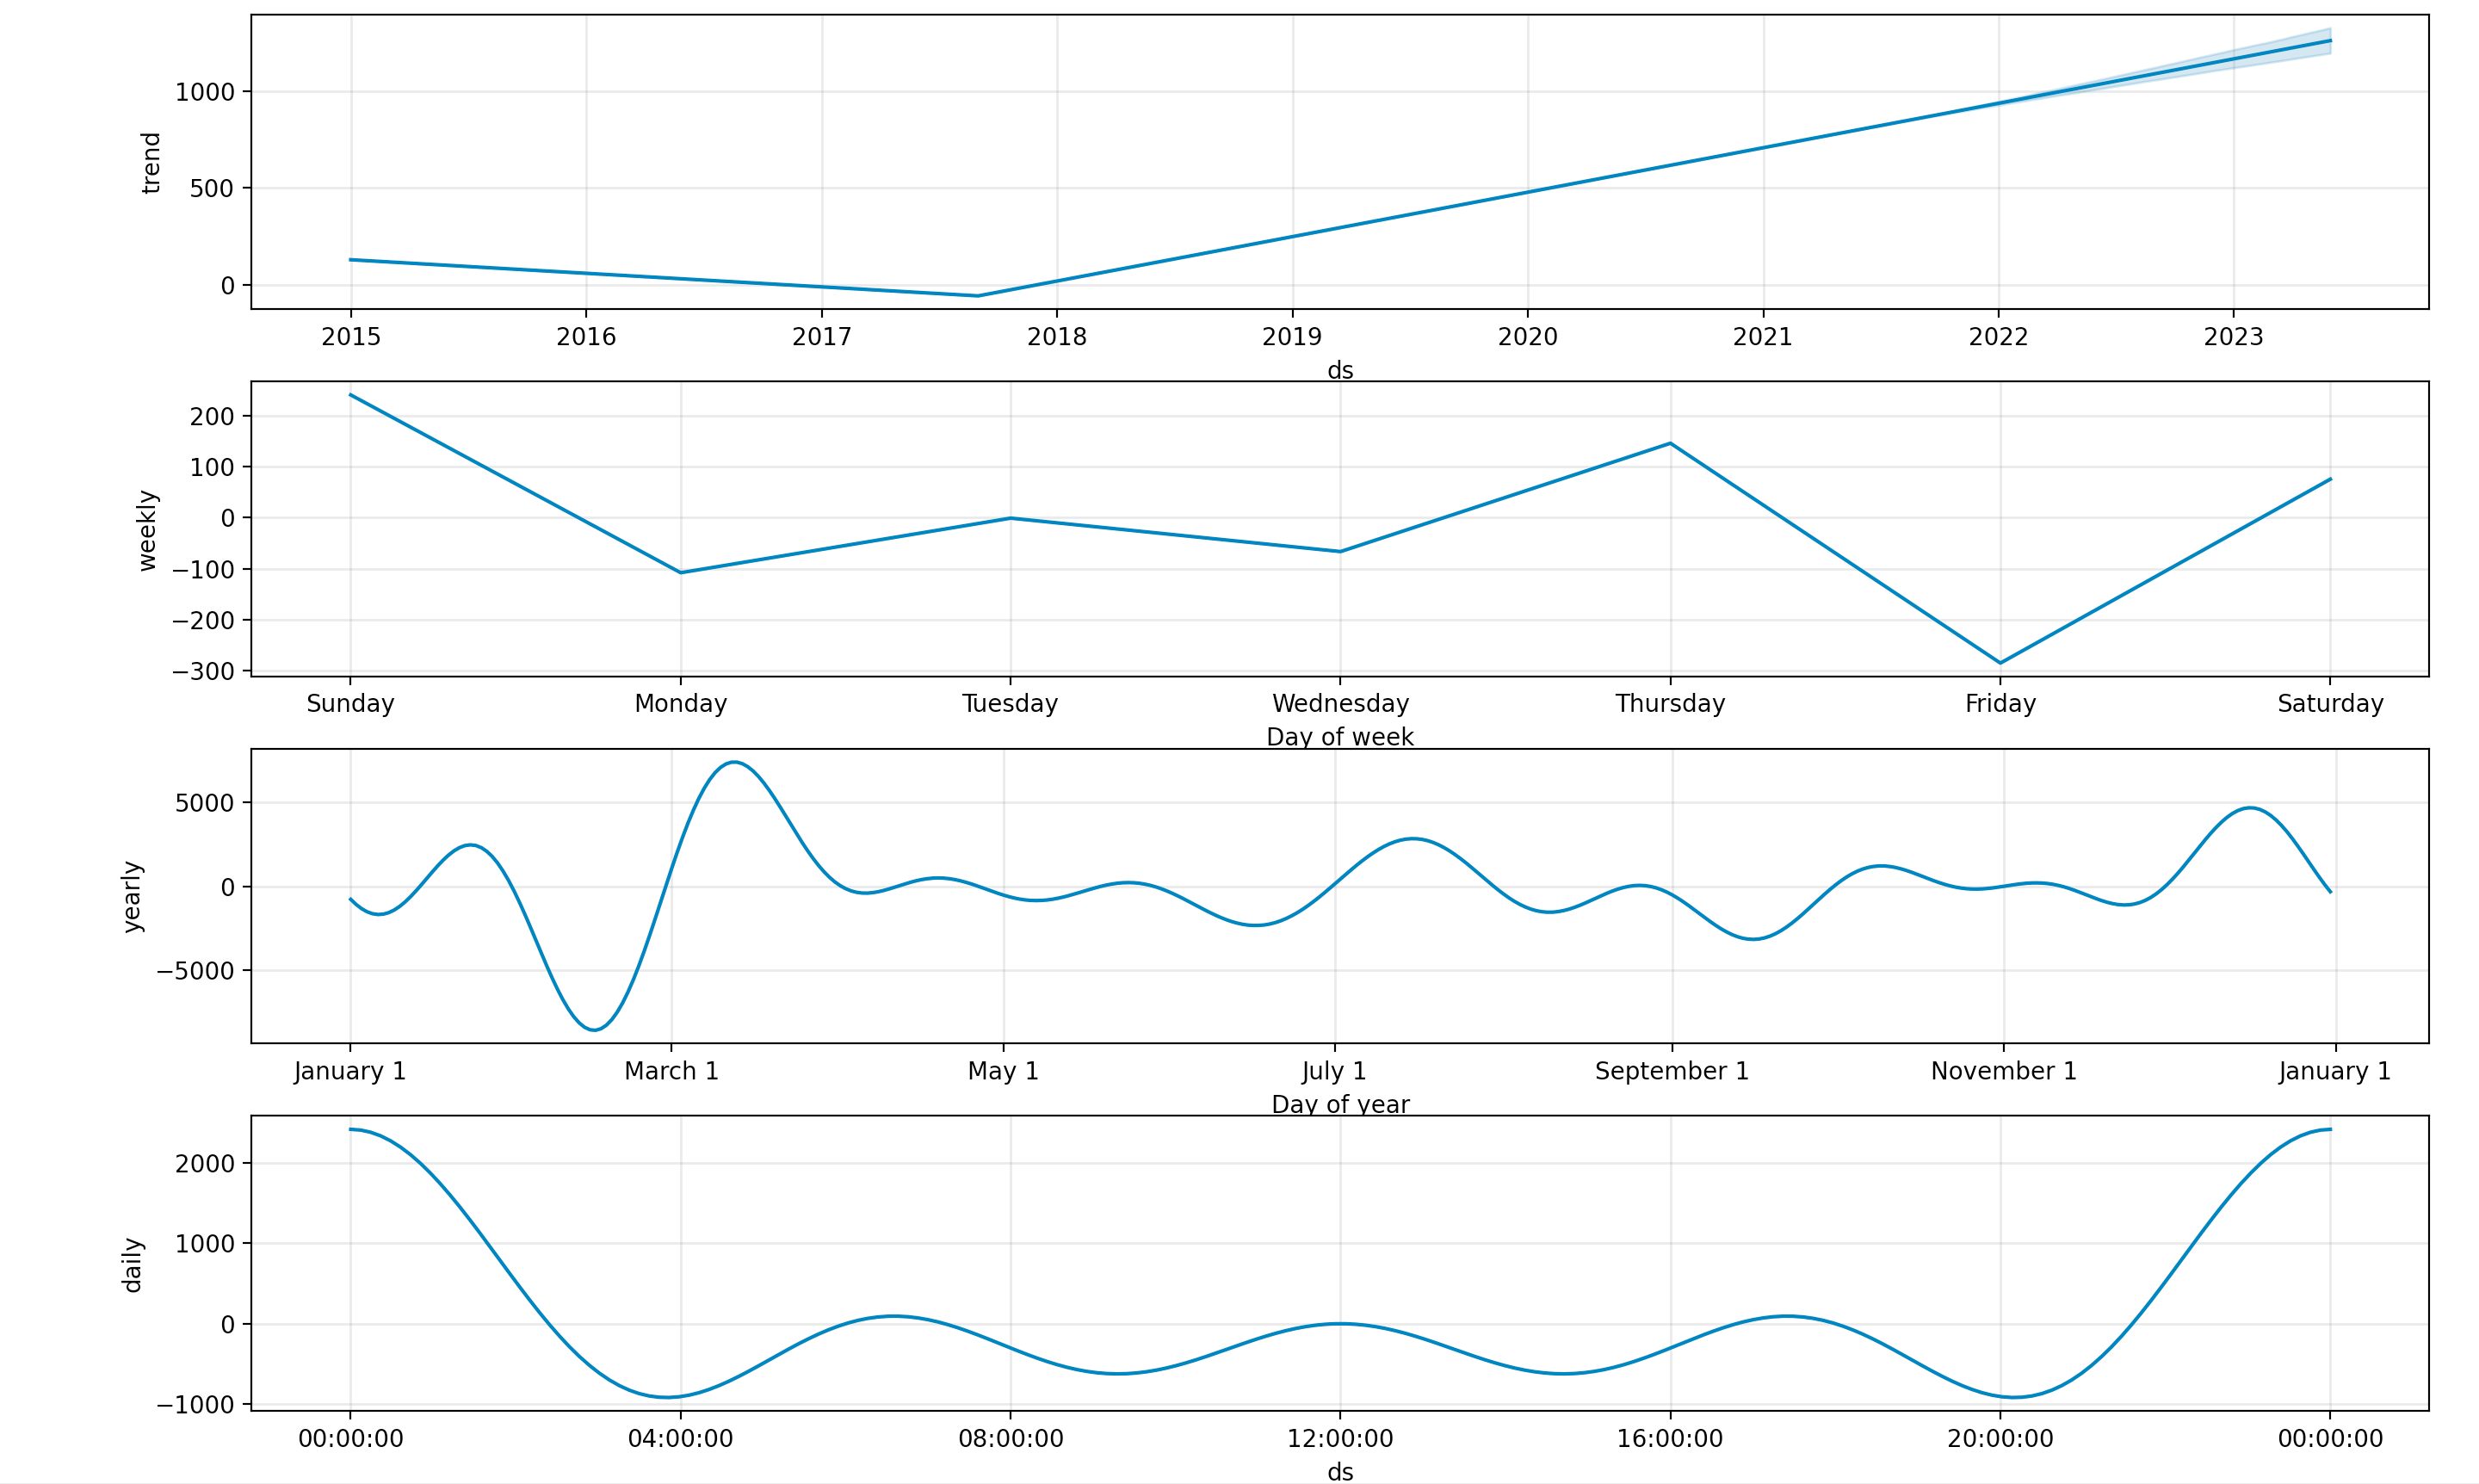 trend
1000
500
0
2015 2016 2017 2018 2019 2020 2021 2022 2023
ds
weekly
200
100
0
−100
−200
−300
Sunday Monday Tuesday Wednesday Thursday Friday Saturday
Day of week
yearly
5000
0
−5000
January 1 March 1 May 1 July 1 September 1 November 1 January 1
Day of year
daily
2000
1000
0
−1000
00:00:00 04:00:00 08:00:00 12:00:00 16:00:00 20:00:00 00:00:00
ds